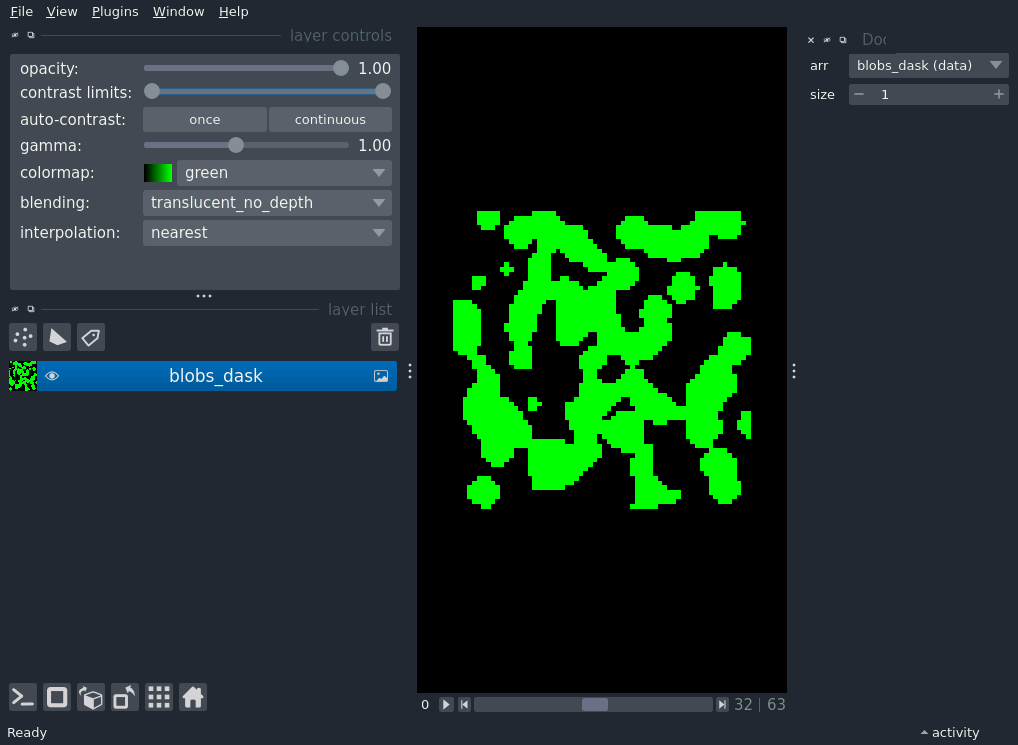 File View Plugins Window Help
layer controls
opacity: 1.00
contrast limits:
auto-contrast: once continuous
gamma: 1.00
colormap: green
blending: translucent_no_depth
interpolation: nearest
layer list
blobs_dask
Ready
0 32 | 63
arr blobs_dask (data)
size 1
activity